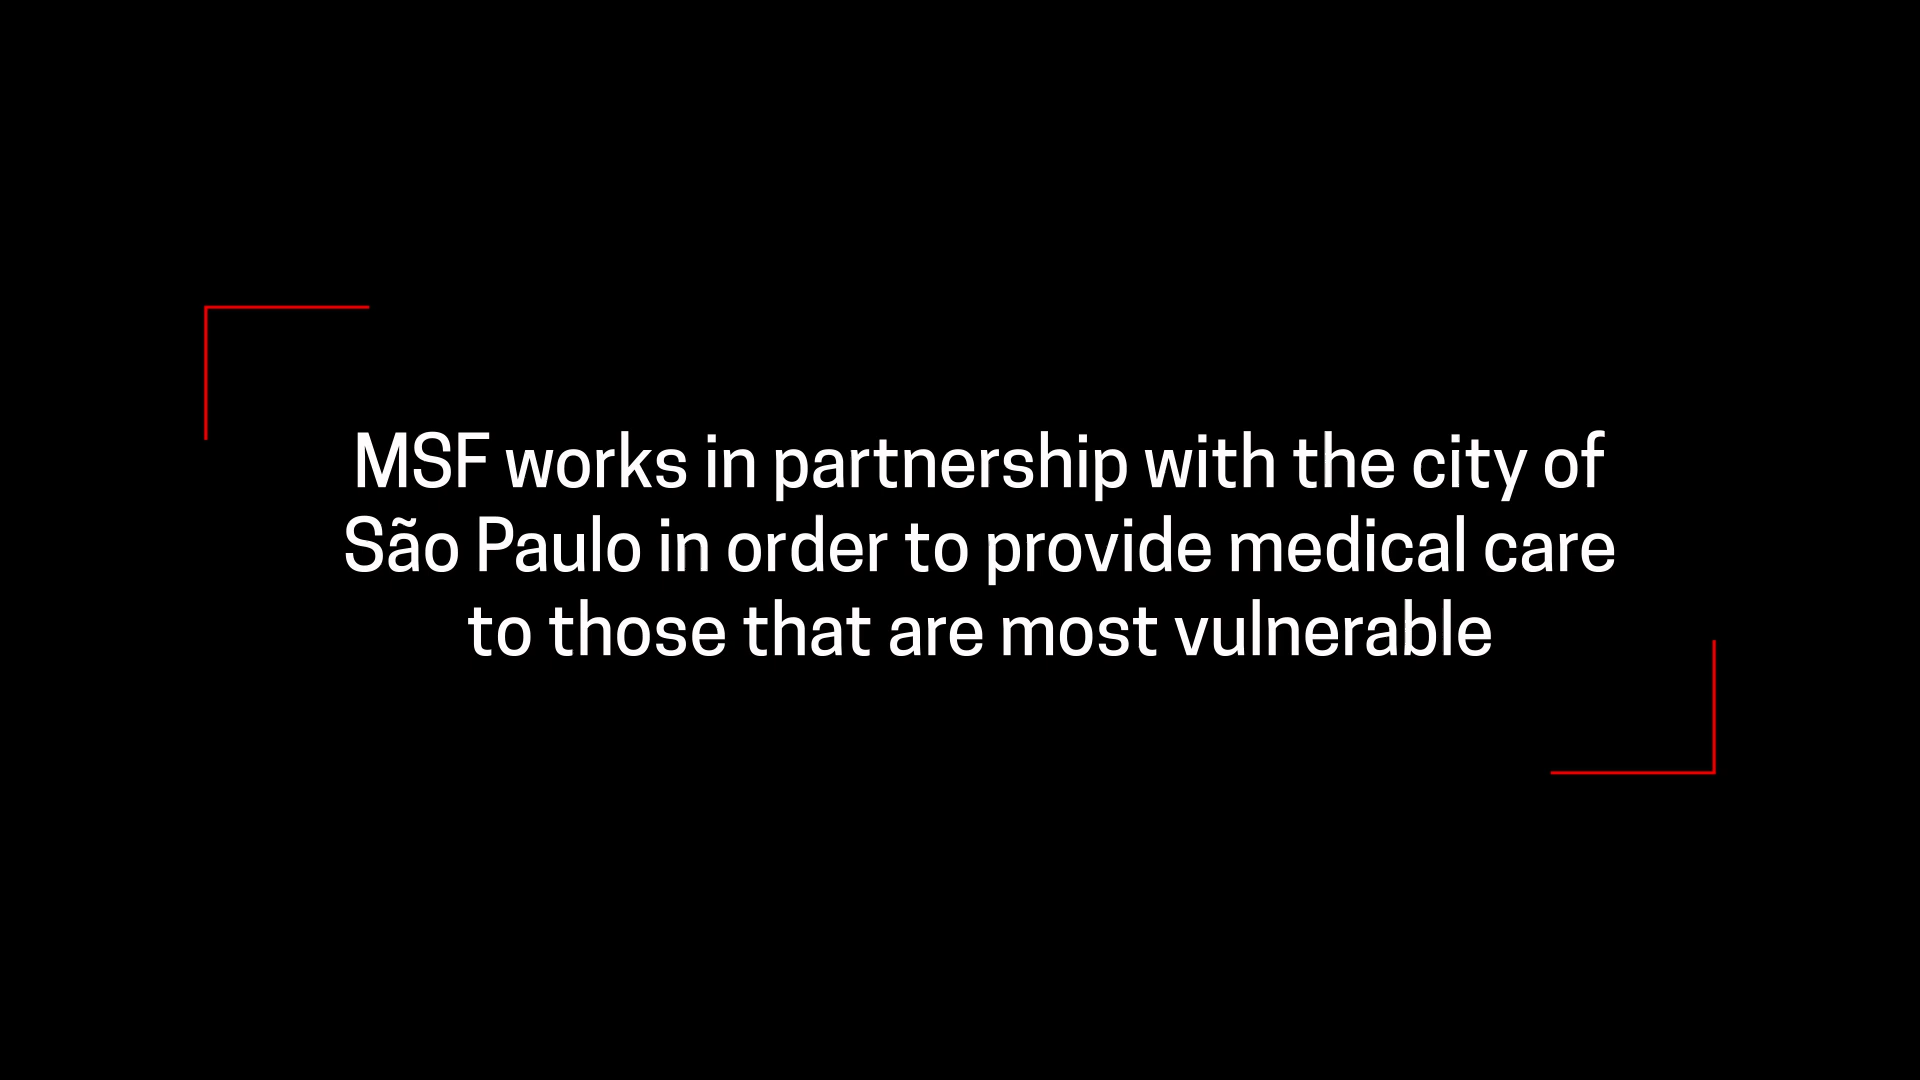 MSF works in partnership with the city of
São Paulo in order to provide medical care
to those that are most vulnerable